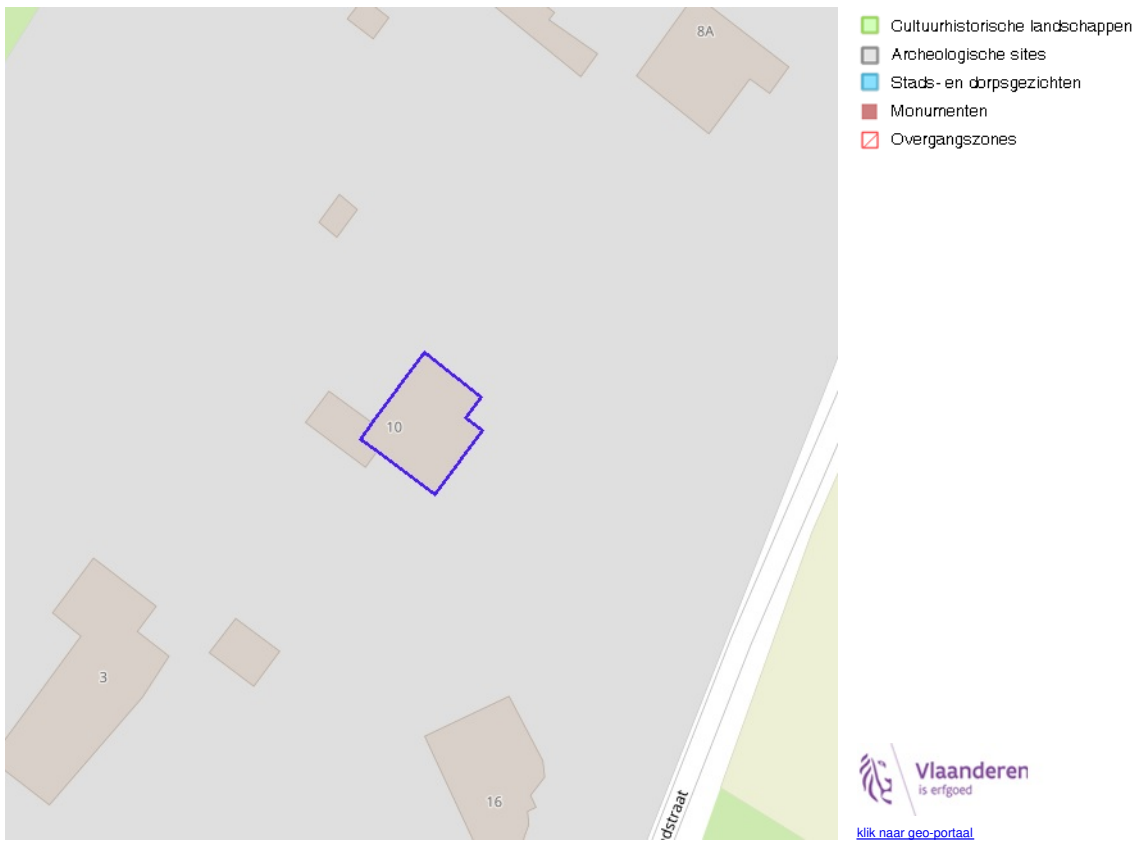 8A
10
3
16
dstraat
Cultuurhistorische landschappen
Archeologische sites
Stads- en dorpsgezichten
Monumenten
Overgangszones
Vlaanderen
is erfgoed
klik naar geo-portaal